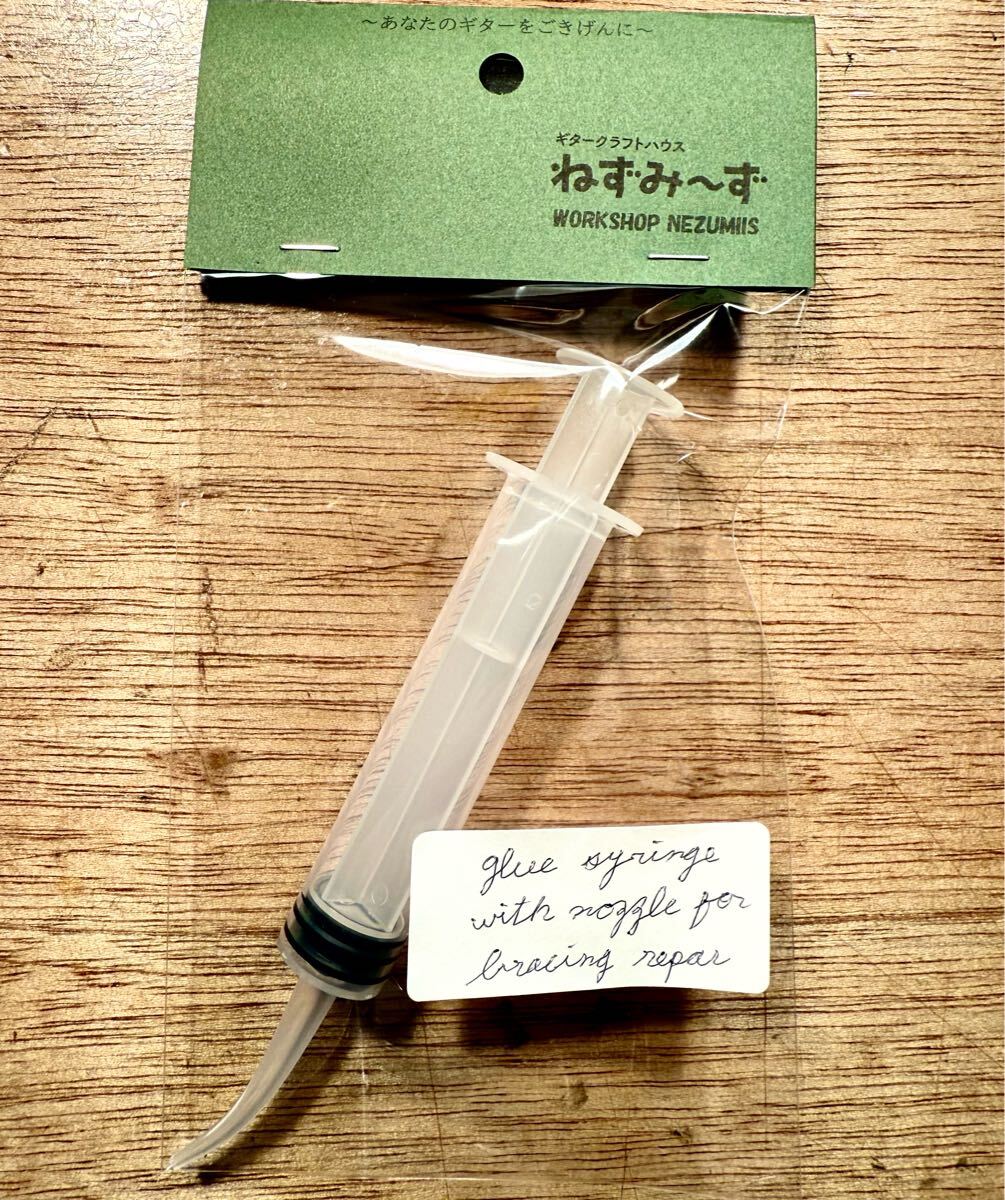 ～あなたのギターをごきげんに～
ギタークラフトハウス
ねずみ～ず
WORKSHOP NEZUMIIS
glue syringe
with nozzle for
bracing repar